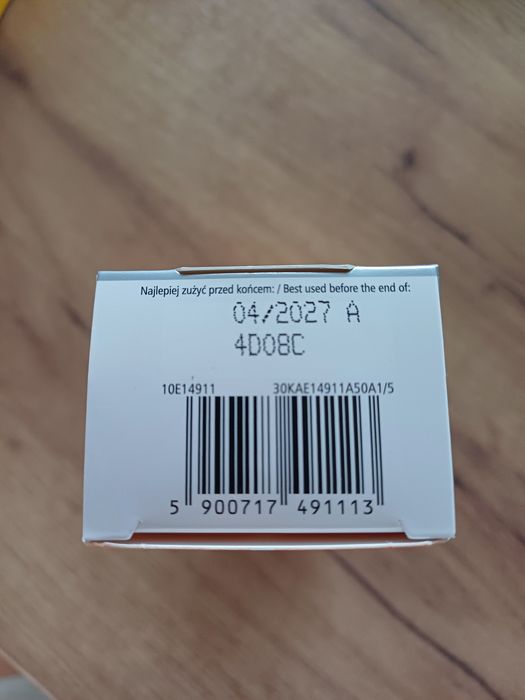 Najlepiej zużyć przed końcem: / Best used before the end of:
04/2027 A
4D08C
10E14911 30KAE14911A50A1/5
5 900717 491113